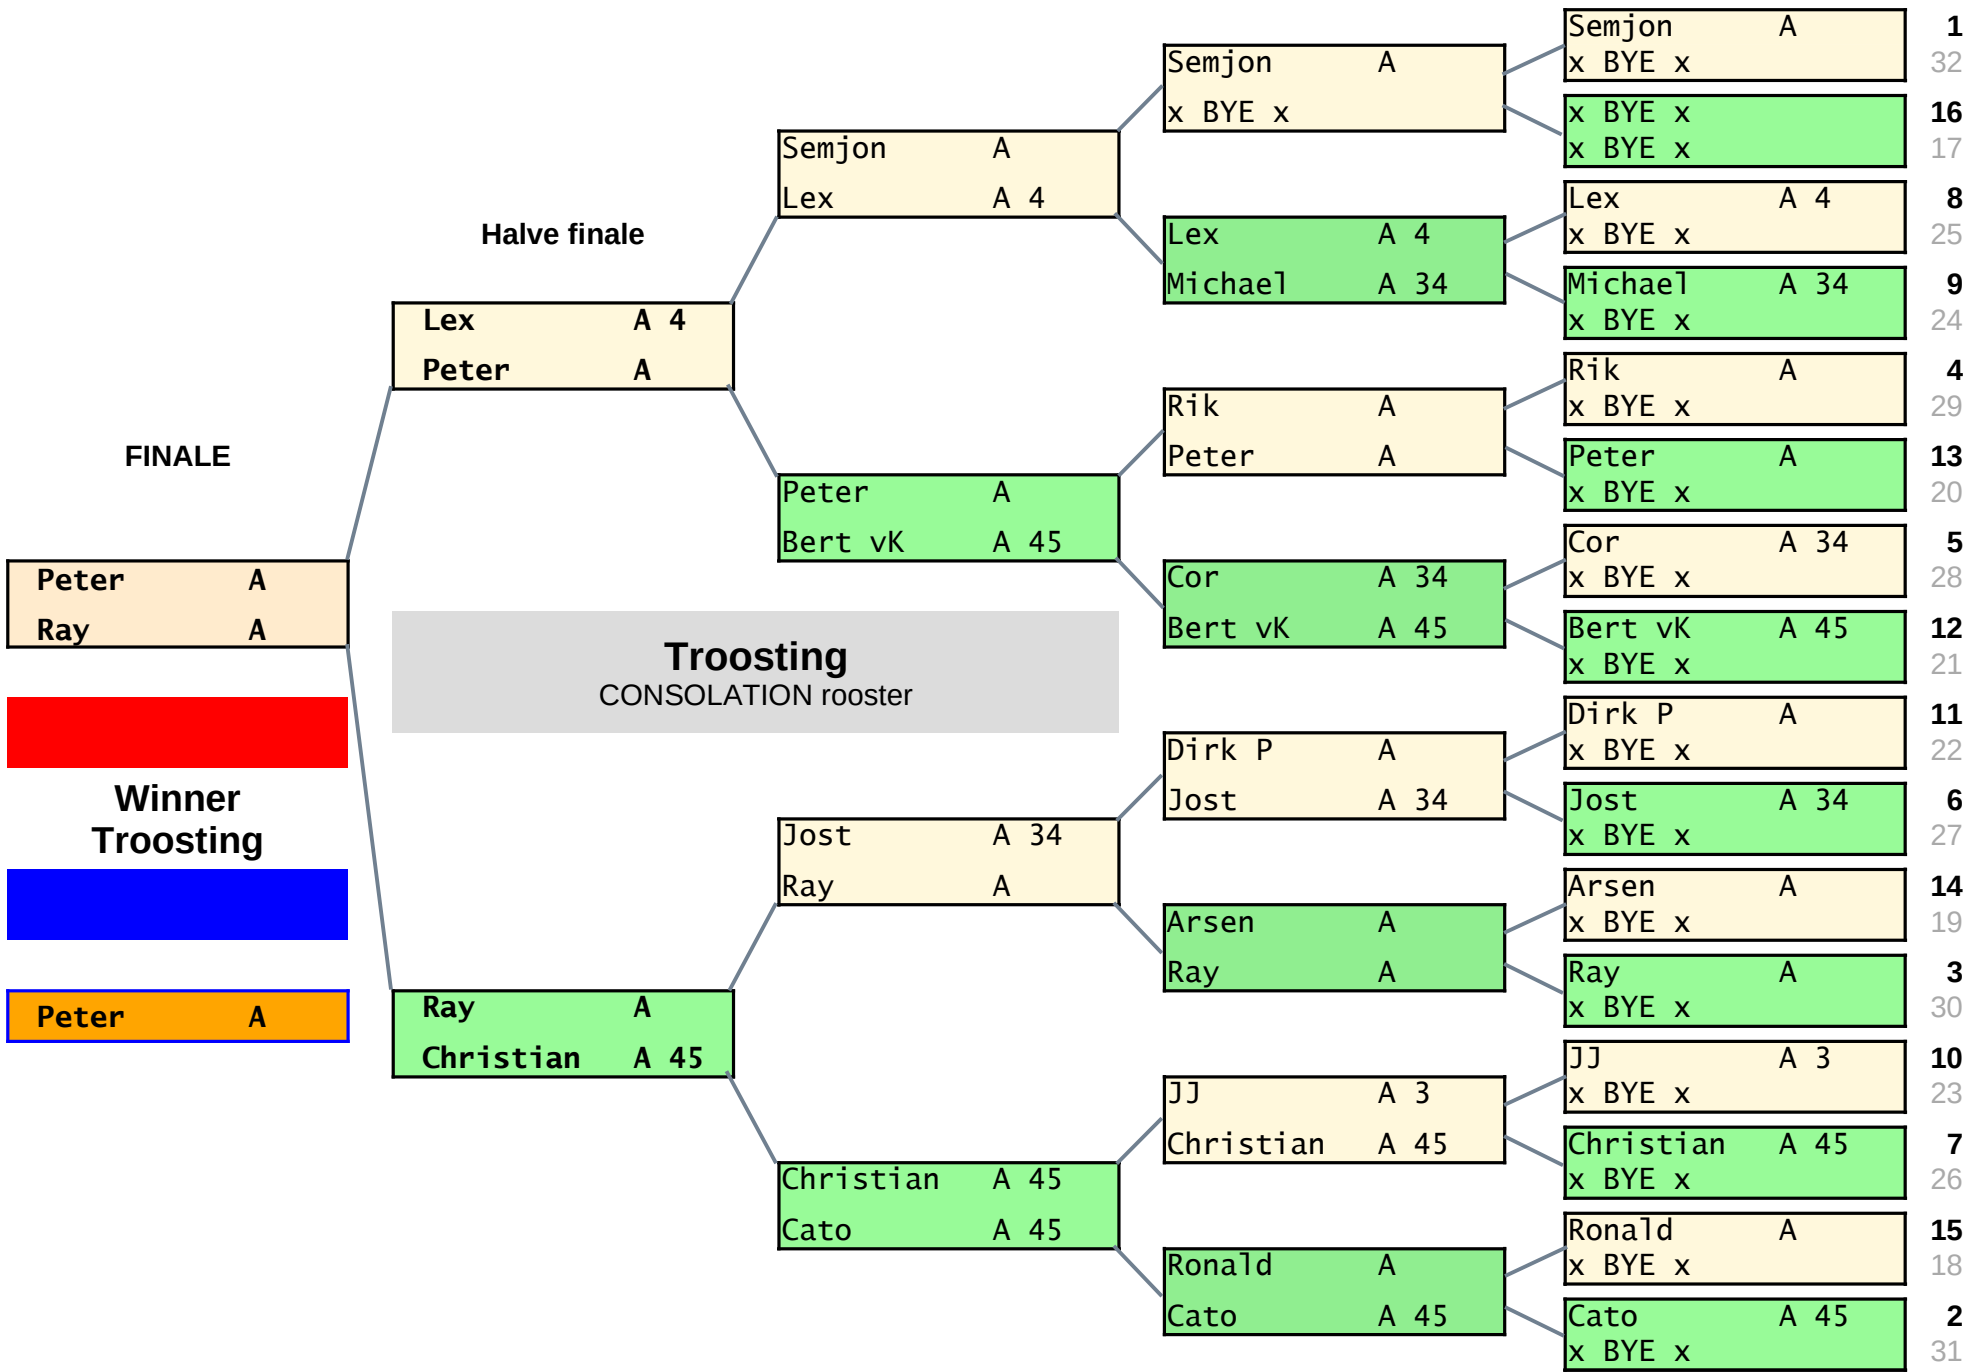 FINALE
Peter A
Ray A
Winner
Troosting
Peter A
Halve finale
Lex A 4
Peter A
Troosting
CONSOLATION rooster
Ray A
Christian A 45
Semjon A
Lex A 4
Peter A
Bert vK A 45
Jost A 34
Ray A
Christian A 45
Cato A 45
Semjon A
x BYE x
Lex A 4
Michael A 34
Rik A
Peter A
Cor A 34
Bert vK A 45
Dirk P A
Jost A 34
Arsen A
Ray A
JJ A 3
Christian A 45
Ronald A
Cato A 45
Semjon A 1
x BYE x 32
x BYE x 16
x BYE x 17
Lex A 4 8
x BYE x 25
Michael A 34 9
x BYE x 24
Rik A 4
x BYE x 29
Peter A 13
x BYE x 20
Cor A 34 5
x BYE x 28
Bert vK A 45 12
x BYE x 21
Dirk P A 11
x BYE x 22
Jost A 34 6
x BYE x 27
Arsen A 14
x BYE x 19
Ray A 3
x BYE x 30
JJ A 3 10
x BYE x 23
Christian A 45 7
x BYE x 26
Ronald A 15
x BYE x 18
Cato A 45 2
x BYE x 31